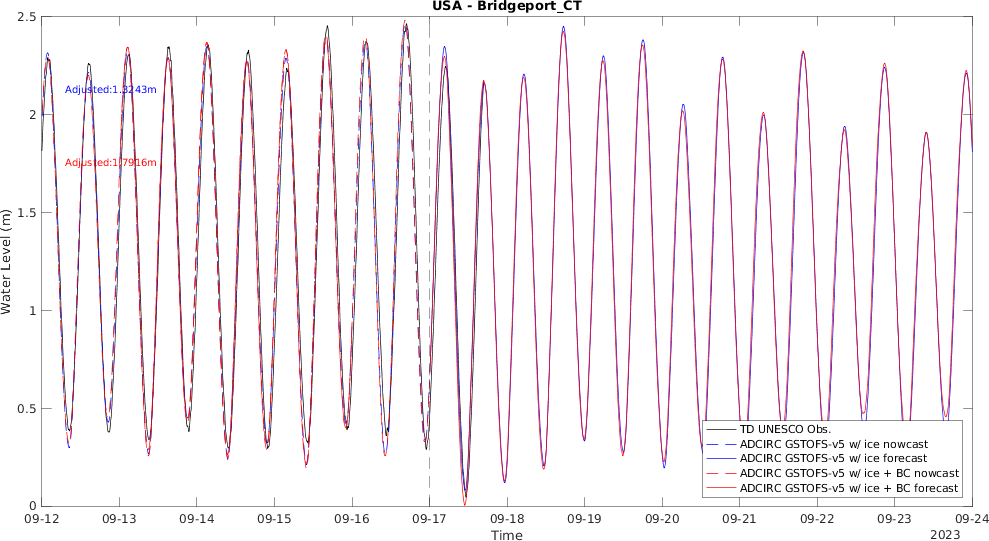 USA - Bridgeport_CT
2.5
2
1.5
1
0.5
0
Water Level (m)
Adjusted:1.3243m
Adjusted:1.7916m
TD UNESCO Obs.
ADCIRC GSTOFS-v5 w/ ice nowcast
ADCIRC GSTOFS-v5 w/ ice forecast
ADCIRC GSTOFS-v5 w/ ice + BC nowcast
ADCIRC GSTOFS-v5 w/ ice + BC forecast
09-12 09-13 09-14 09-15 09-16 09-17 09-18 09-19 09-20 09-21 09-22 09-23 09-24
Time
2023